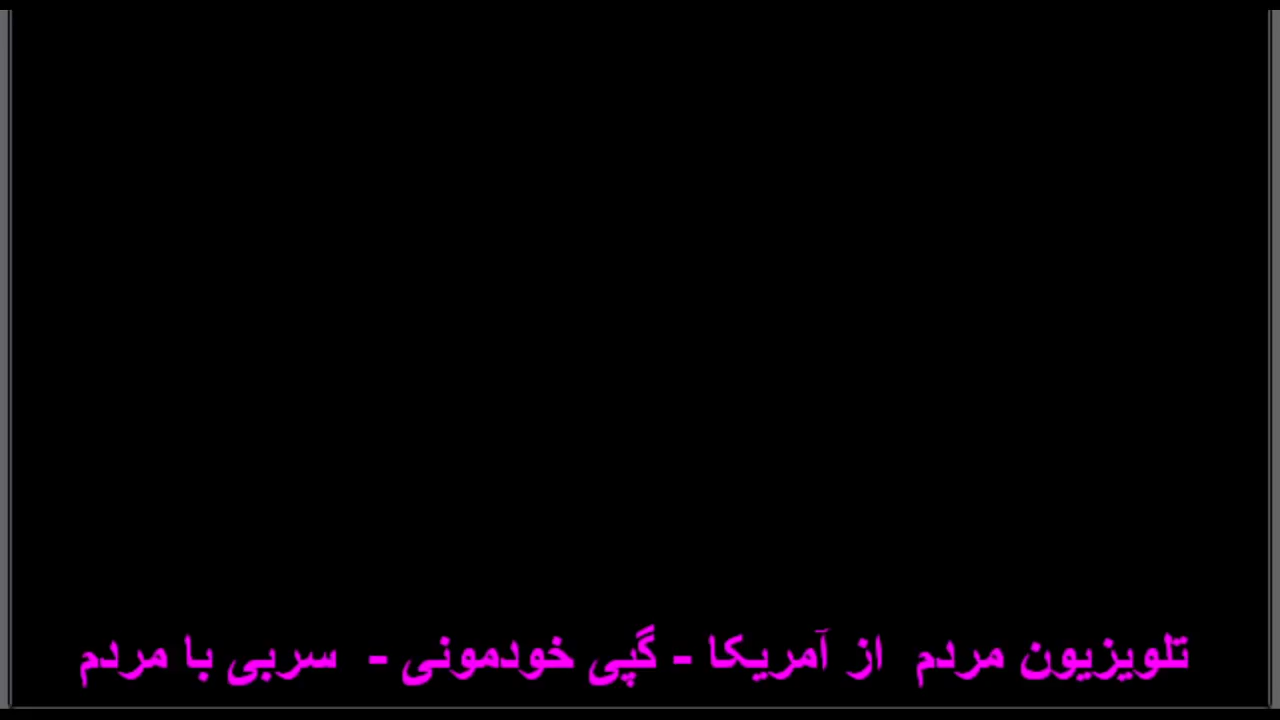 تلویزیون مردم از آمریکا - گپی خودمونی - سربی با مردم